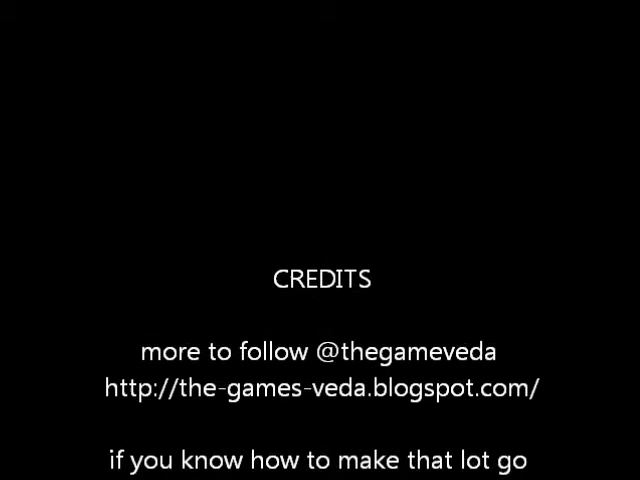 CREDITS
more to follow @thegameveda
http://the-games-veda.blogspot.com/
if you know how to make that lot go